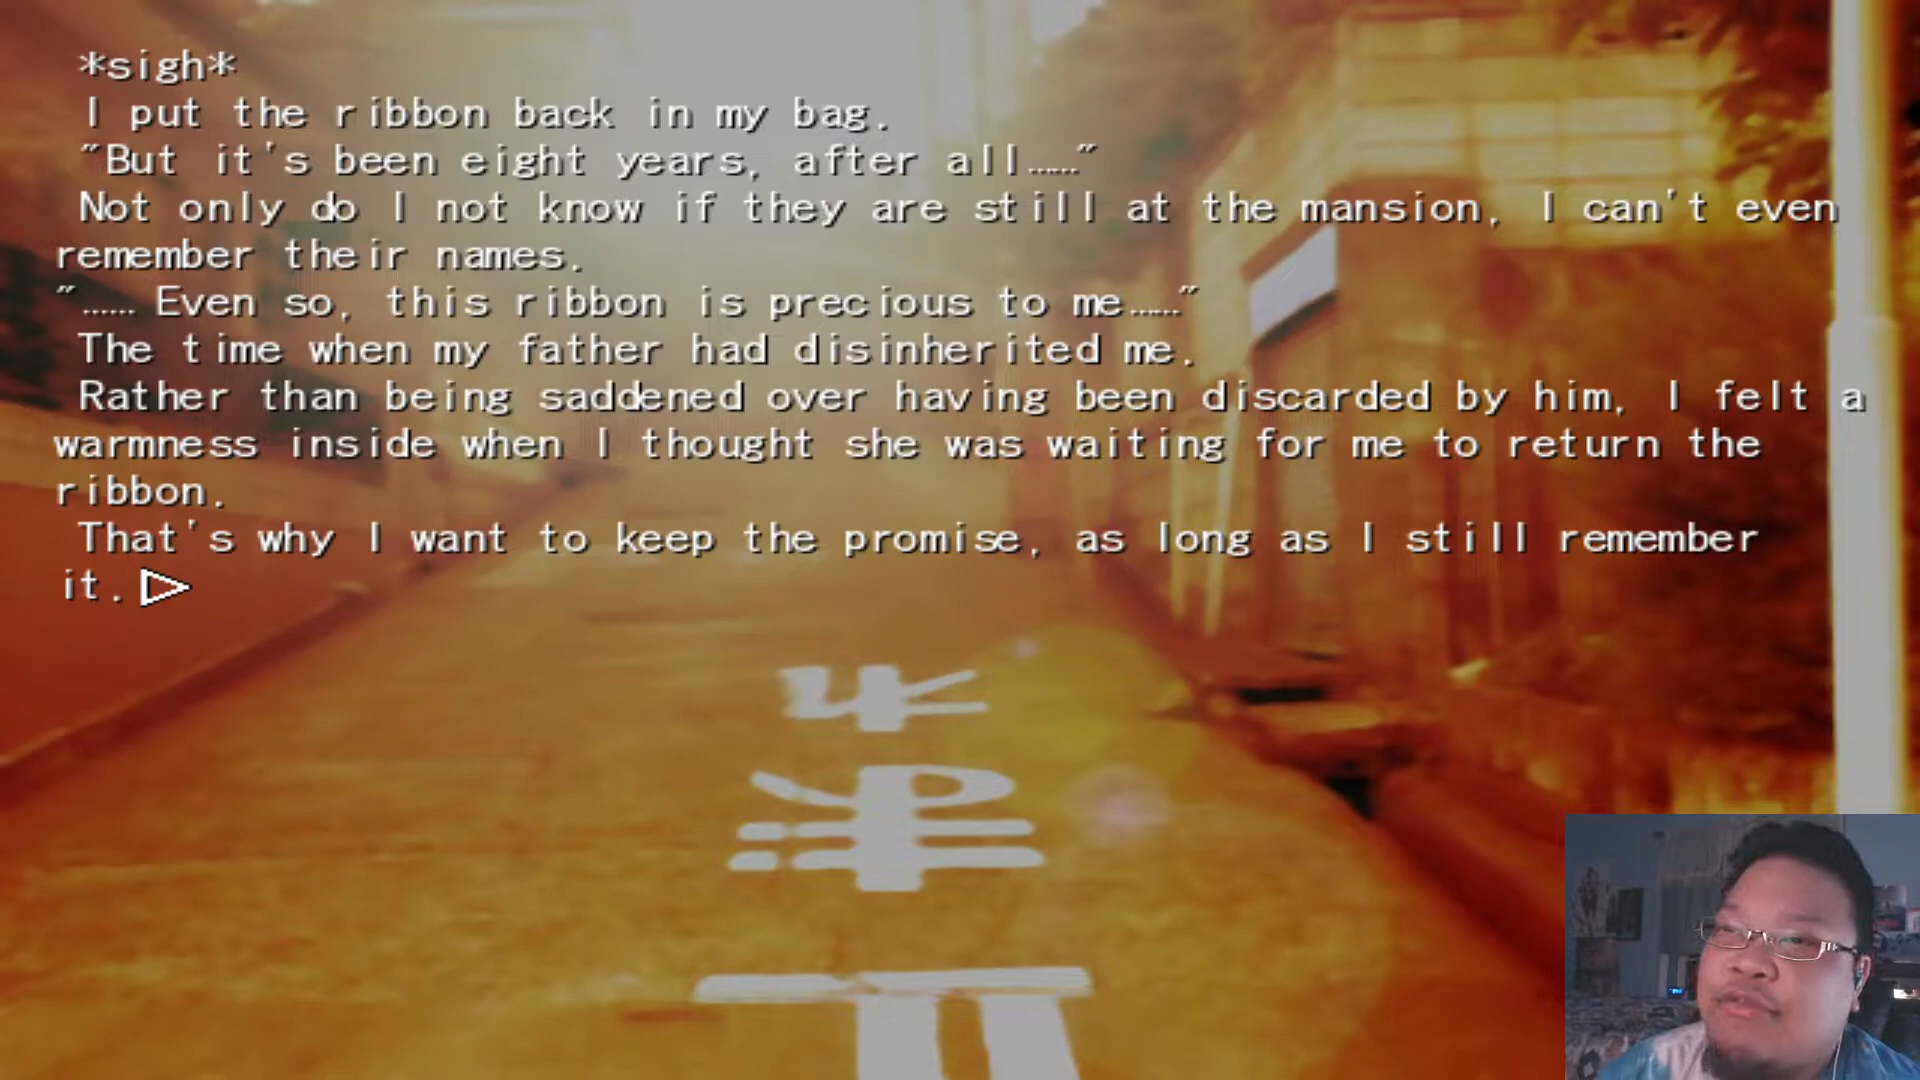 *sigh*
I put the ribbon back in my bag.
"But it's been eight years, after all……"
Not only do I not know if they are still at the mansion, I can't even
remember their names.
"…… Even so, this ribbon is precious to me……"
The time when my father had disinherited me.
Rather than being saddened over having been discarded by him, I felt a
warmness inside when I thought she was waiting for me to return the
ribbon.
That's why I want to keep the promise, as long as I still remember
it.